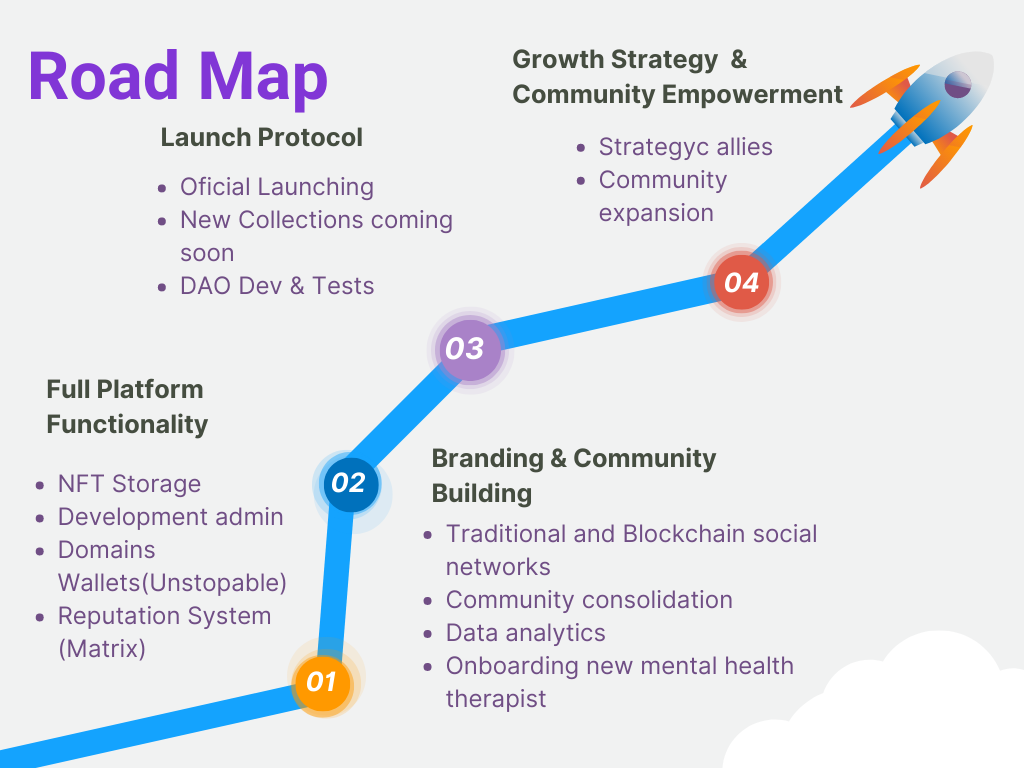 Road Map
Launch Protocol
• Oficial Launching
• New Collections coming
soon
• DAO Dev & Tests
Growth Strategy &
Community Empowerment
• Strategyc allies
• Community
expansion
04
03
Full Platform
Functionality
• NFT Storage
• Development admin
• Domains
Wallets(Unstopable)
• Reputation System
(Matrix)
02
Branding & Community
Building
• Traditional and Blockchain social
networks
• Community consolidation
• Data analytics
• Onboarding new mental health
therapist
01